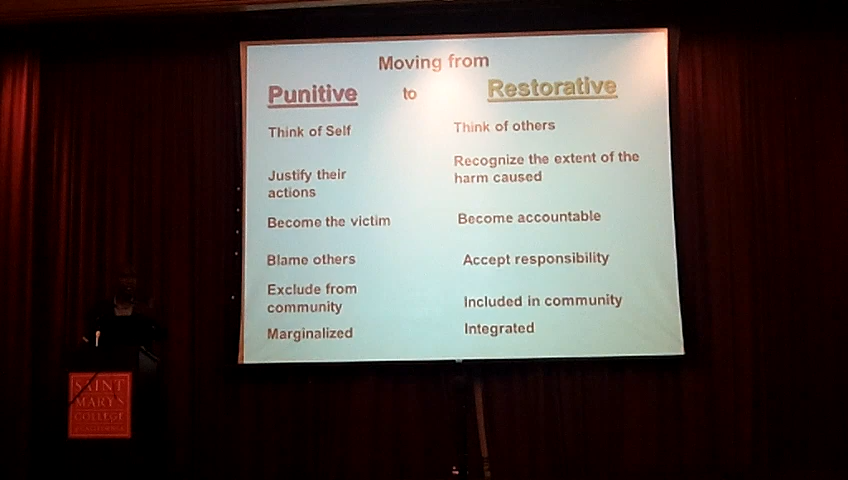 Moving from
Punitive to Restorative
Think of Self
Think of others
Justify their
actions
Recognize the extent of the
harm caused
Become the victim
Become accountable
Blame others
Accept responsibility
Exclude from
community
Included in community
Marginalized
Integrated
SAINT
MARY'S
COLLEGE
OF CALIFORNIA